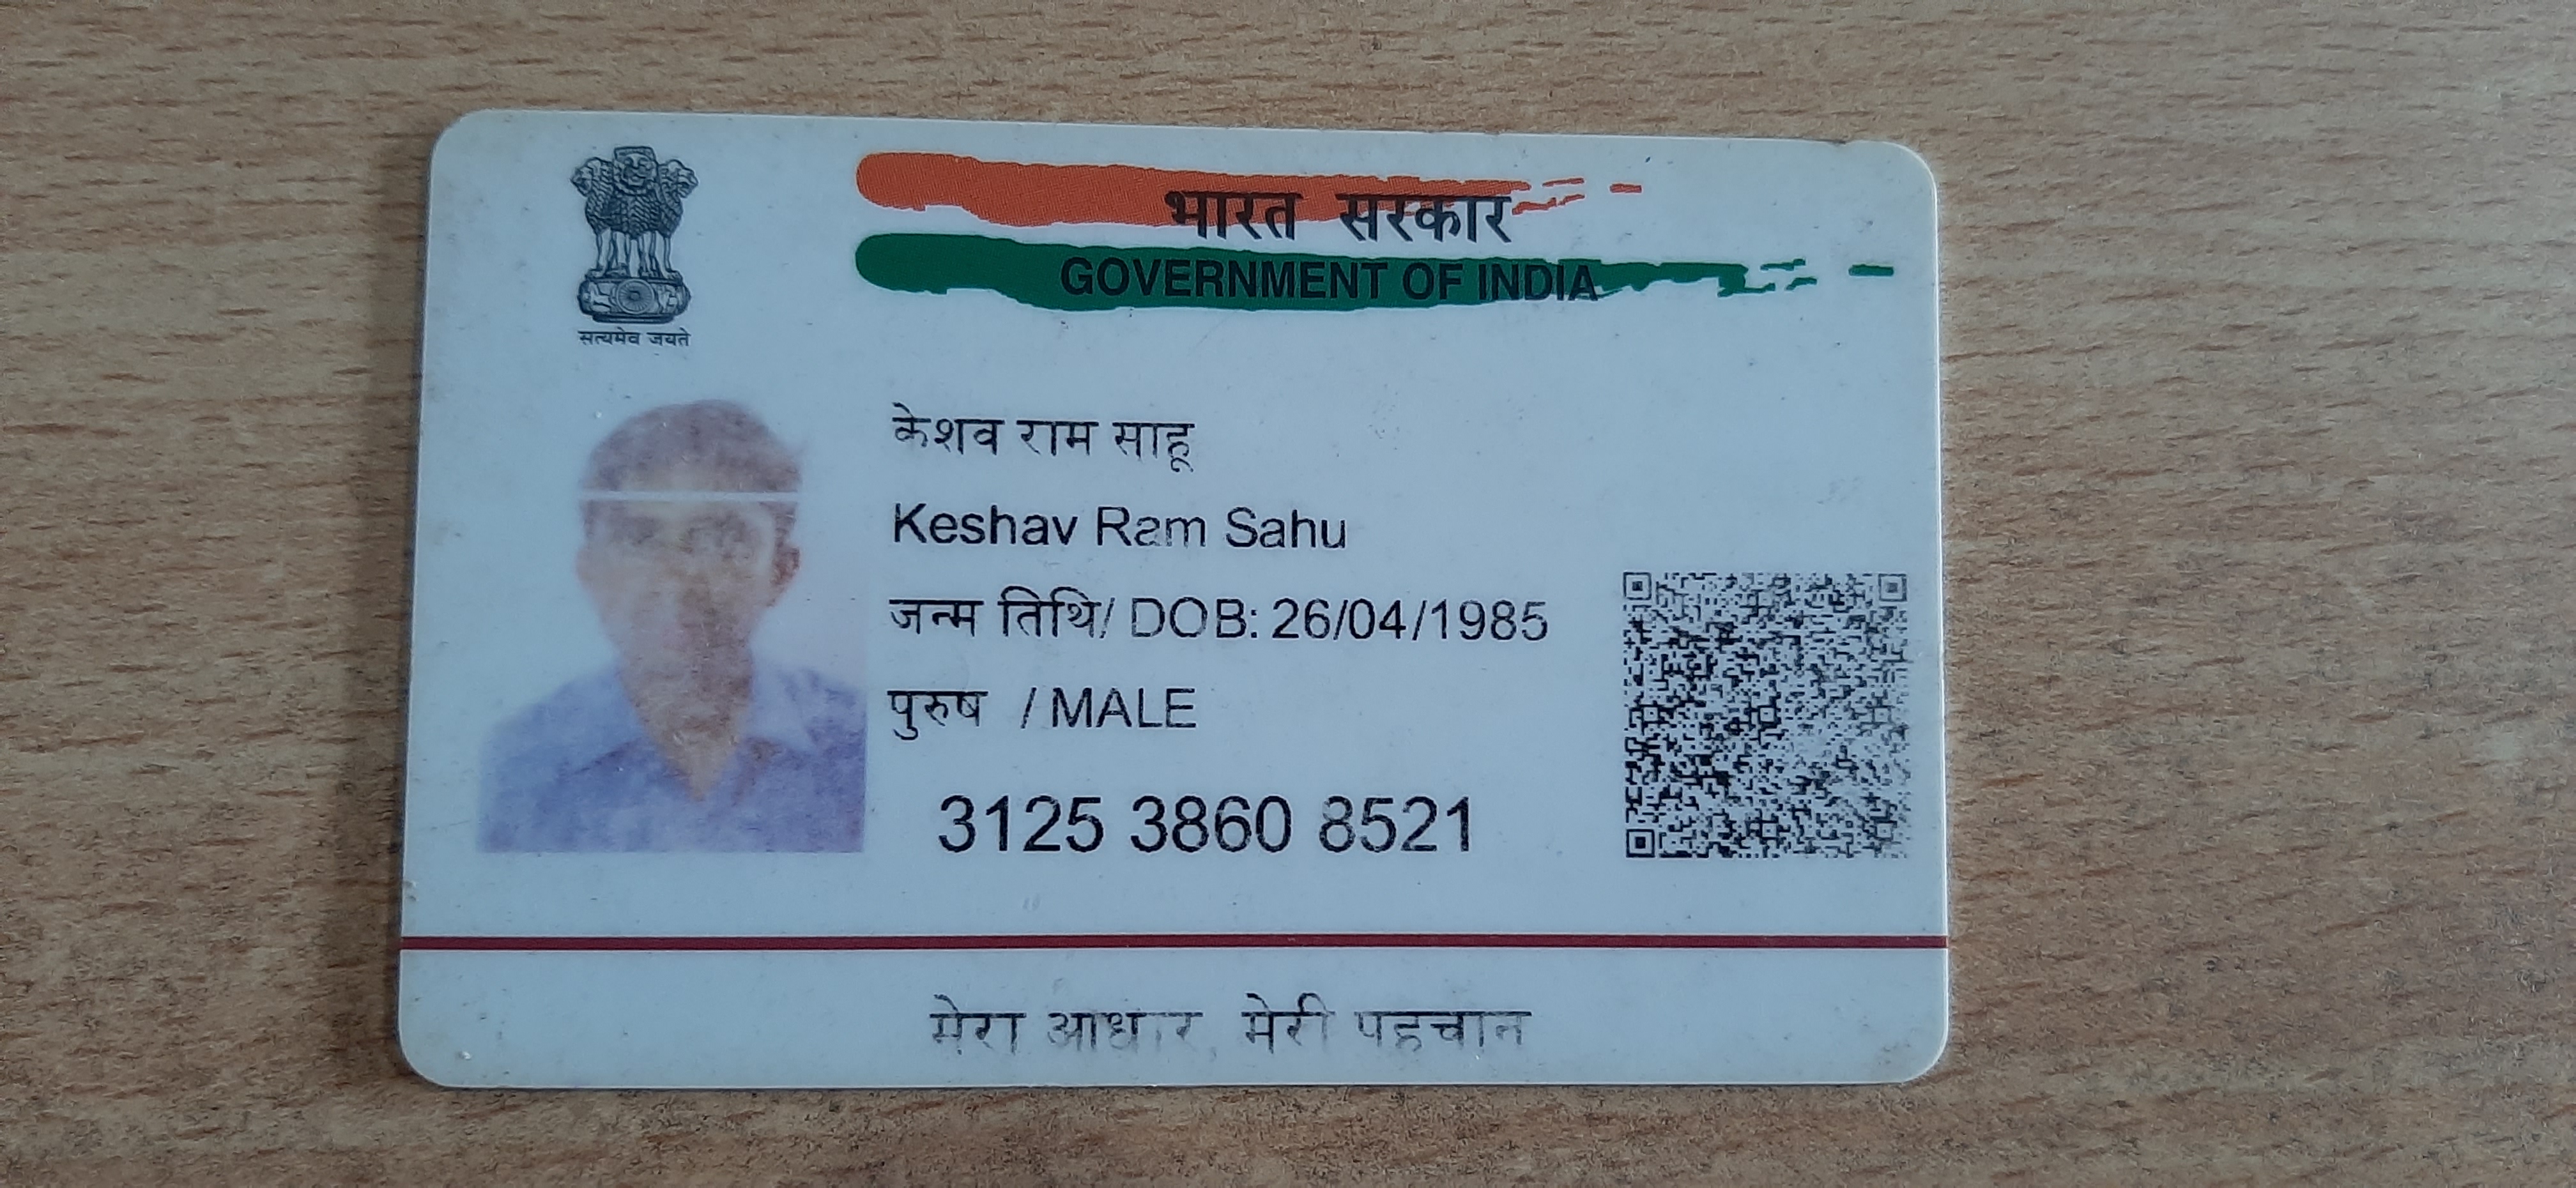 भारत सरकार
GOVERNMENT OF INDIA
सत्यमेव जयते
केशव राम साहू
Keshav Ram Sahu
जन्म तिथि/ DOB: 26/04/1985
पुरुष / MALE
3125 3860 8521
मेरा आधार, मेरी पहचान